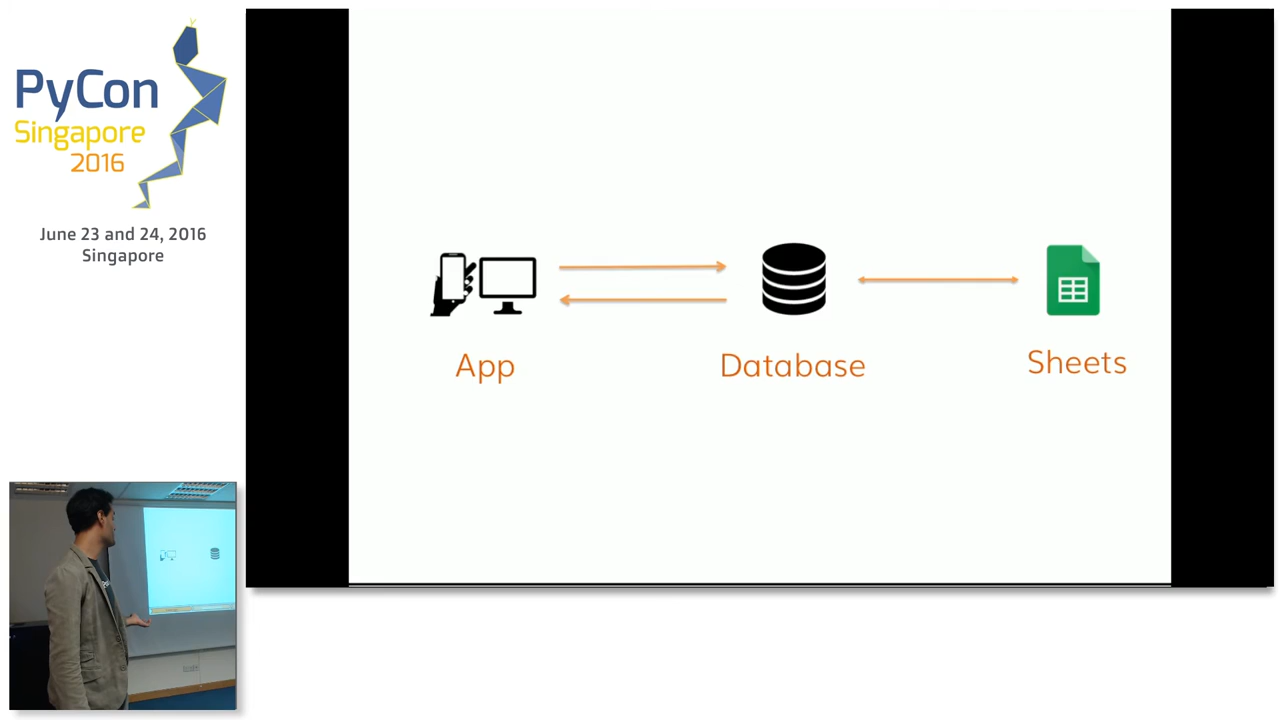 PyCon
Singapore
2016
June 23 and 24, 2016
Singapore
App
Database
Sheets